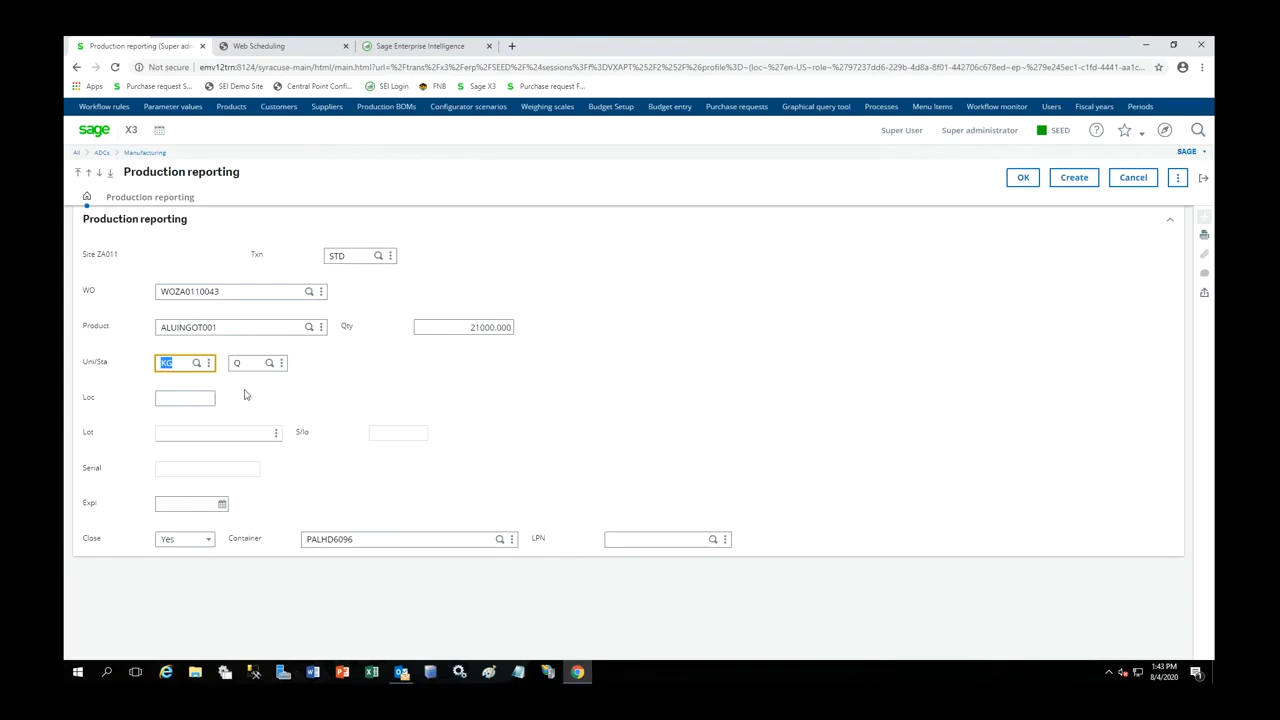 Production reporting (Super adm
Web Scheduling
Sage Enterprise Intelligence
Not secure
Apps
Purchase request S...
SEI Demo Site
Central Point Confi...
SEI Login
FNB
Sage X3
Purchase request F...
Workflow rules
Parameter values
Products
Customers
Suppliers
Production BOMs
Configurator scenarios
Weighing scales
Budget Setup
Budget entry
Purchase requests
Graphical query tool
Processes
Menu Items
Workflow monitor
Users
Fiscal years
Periods
sage X3
Super User
Super administrator
SEED
All
ADCs
Manufacturing
SAGE
Production reporting
OK
Create
Cancel
Production reporting
Production reporting
Site ZA011
Txn
STD
WO
WOZA0110043
Product
ALUINGOT001
Qty
21000.000
Uni/Sta
KG
Q
Loc
Lot
S/lo
Serial
Expi
Close
Yes
Container
PALHD6096
LPN
1:43 PM
8/4/2020